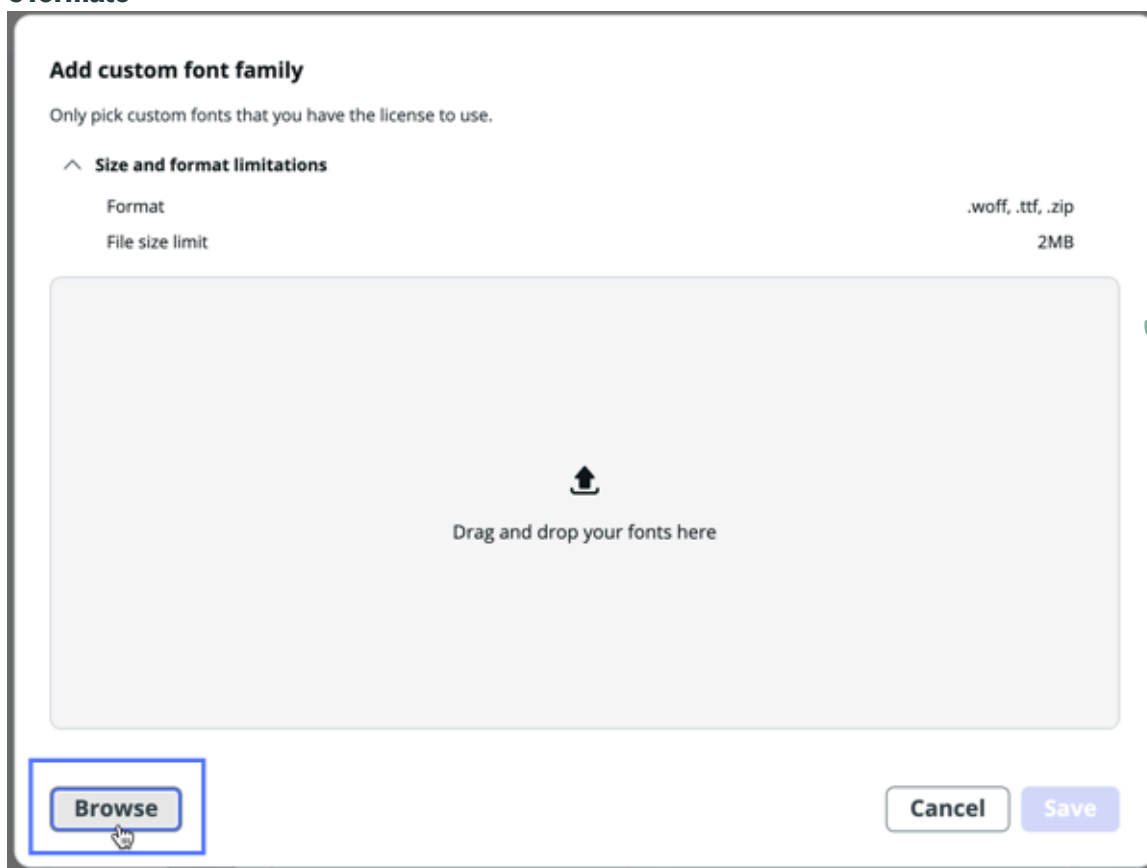 Add custom font family
Only pick custom fonts that you have the license to use.
Size and format limitations
Format .woff, .ttf, .zip
File size limit 2MB
Drag and drop your fonts here
Browse Cancel Save